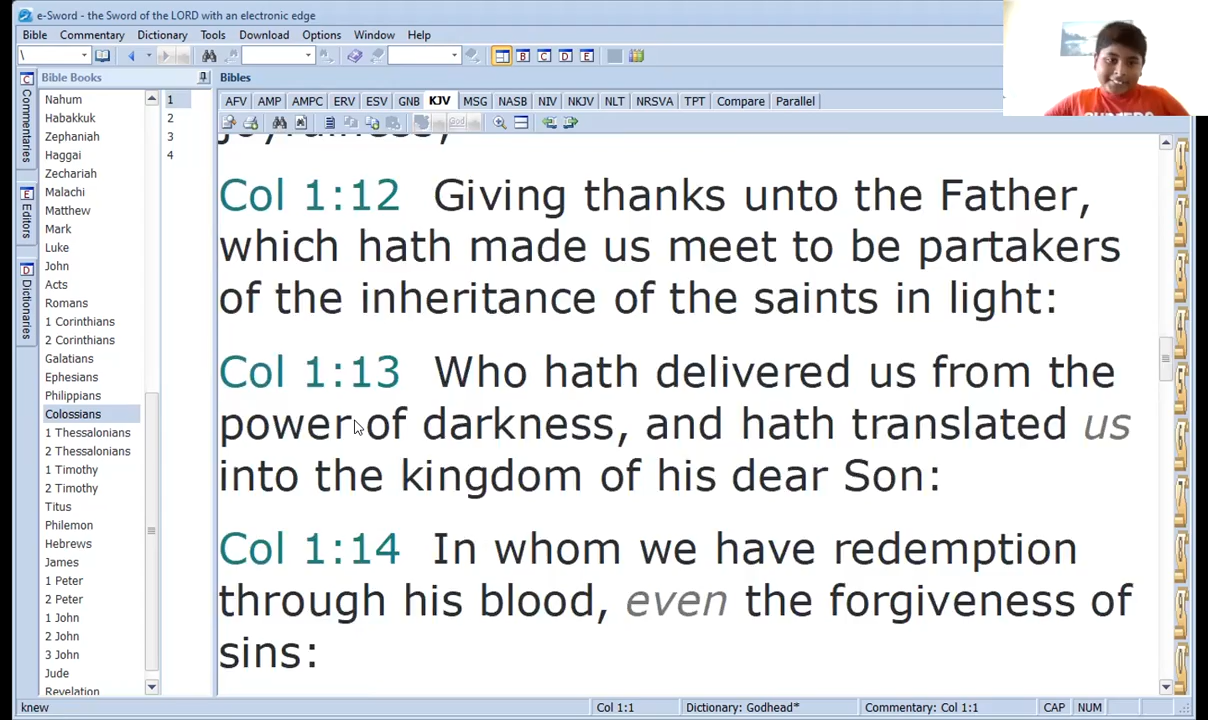 e-Sword - the Sword of the LORD with an electronic edge
Bible Commentary Dictionary Tools Download Options Window Help
\
Bible Books
Bibles
Commentaries
Editors
Dictionaries
Nahum
Habakkuk
Zephaniah
Haggai
Zechariah
Malachi
Matthew
Mark
Luke
John
Acts
Romans
1 Corinthians
2 Corinthians
Galatians
Ephesians
Philippians
Colossians
1 Thessalonians
2 Thessalonians
1 Timothy
2 Timothy
Titus
Philemon
Hebrews
James
1 Peter
2 Peter
1 John
2 John
3 John
Jude
Revelation
1
2
3
4
AFV AMP AMPC ERV ESV GNB KJV MSG NASB NIV NKJV NLT NRSVA TPT Compare Parallel
Col 1:12 Giving thanks unto the Father,
which hath made us meet to be partakers
of the inheritance of the saints in light:
Col 1:13 Who hath delivered us from the
power of darkness, and hath translated us
into the kingdom of his dear Son:
Col 1:14 In whom we have redemption
through his blood, even the forgiveness of
sins:
knew
Col 1:1
Dictionary: Godhead*
Commentary: Col 1:1
CAP
NUM